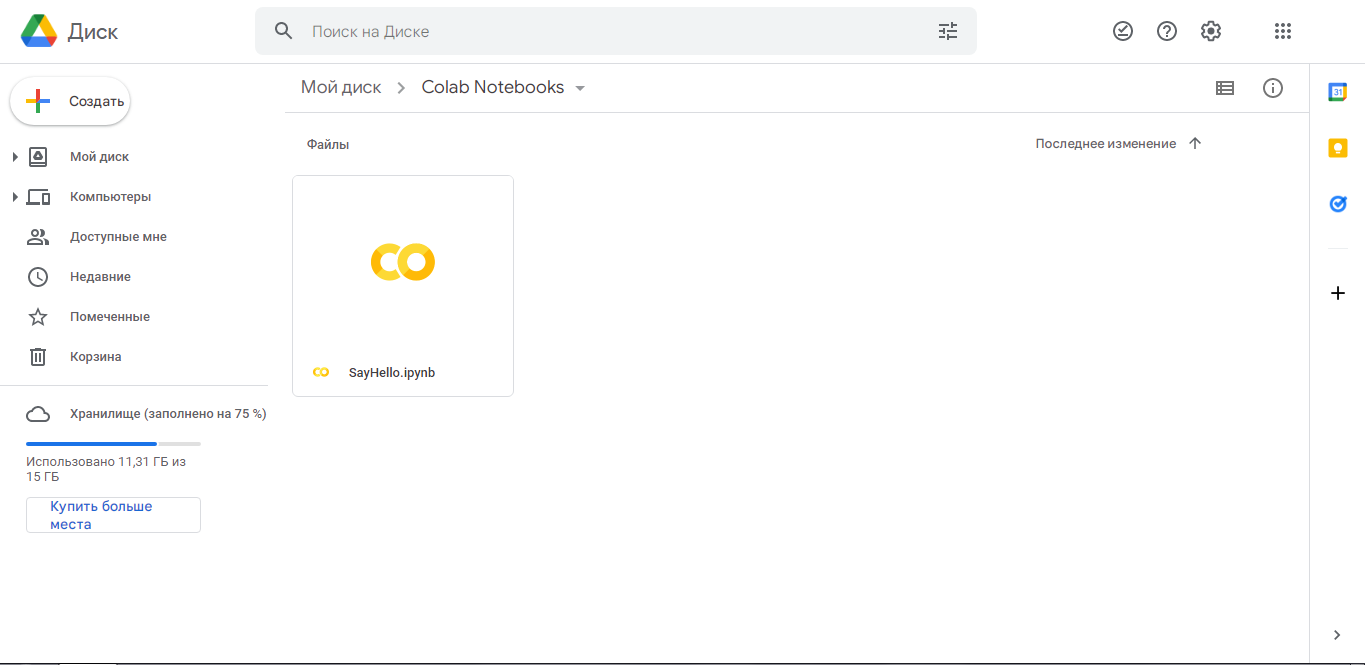 Диск
Поиск на Диске
Создать
Мой диск
Компьютеры
Доступные мне
Недавние
Помеченные
Корзина
Хранилище (заполнено на 75 %)
Использовано 11,31 ГБ из
15 ГБ
Купить больше
места
Мой диск
Colab Notebooks
Файлы
Последнее изменение
SayHello.ipynb
31